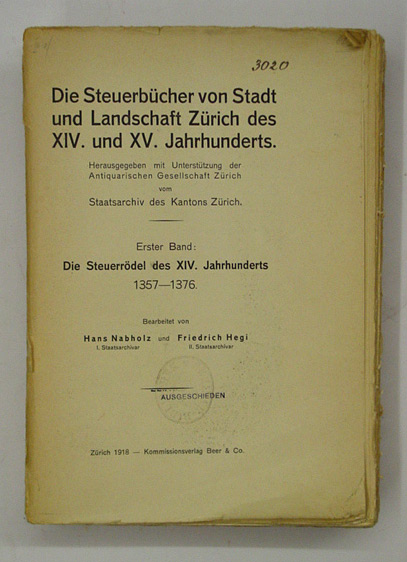 3020
Die Steuerbücher von Stadt
und Landschaft Zürich des
XIV. und XV. Jahrhunderts.
Herausgegeben mit Unterstützung der
Antiquarischen Gesellschaft Zürich
vom
Staatsarchiv des Kantons Zürich.
Erster Band:
Die Steuerrödel des XIV. Jahrhunderts
1357—1376.
Bearbeitet von
Hans Nabholz und Friedrich Hegi
I. Staatsarchivar II. Staatsarchivar
AUSGESCHIEDEN
Zürich 1918 — Kommissionsverlag Beer & Co.